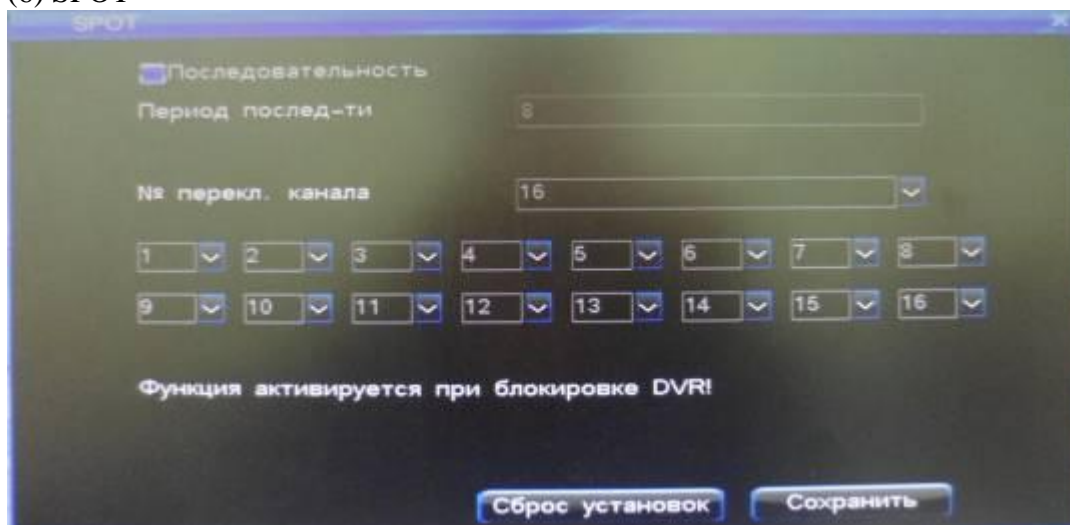 (6) SPOT
SPOT
Последовательность
Период послед-ти 8
№ перекл. канала 16
1 2 3 4 5 6 7 8
9 10 11 12 13 14 15 16
Функция активируется при блокировке DVR!
Сброс установок Сохранить